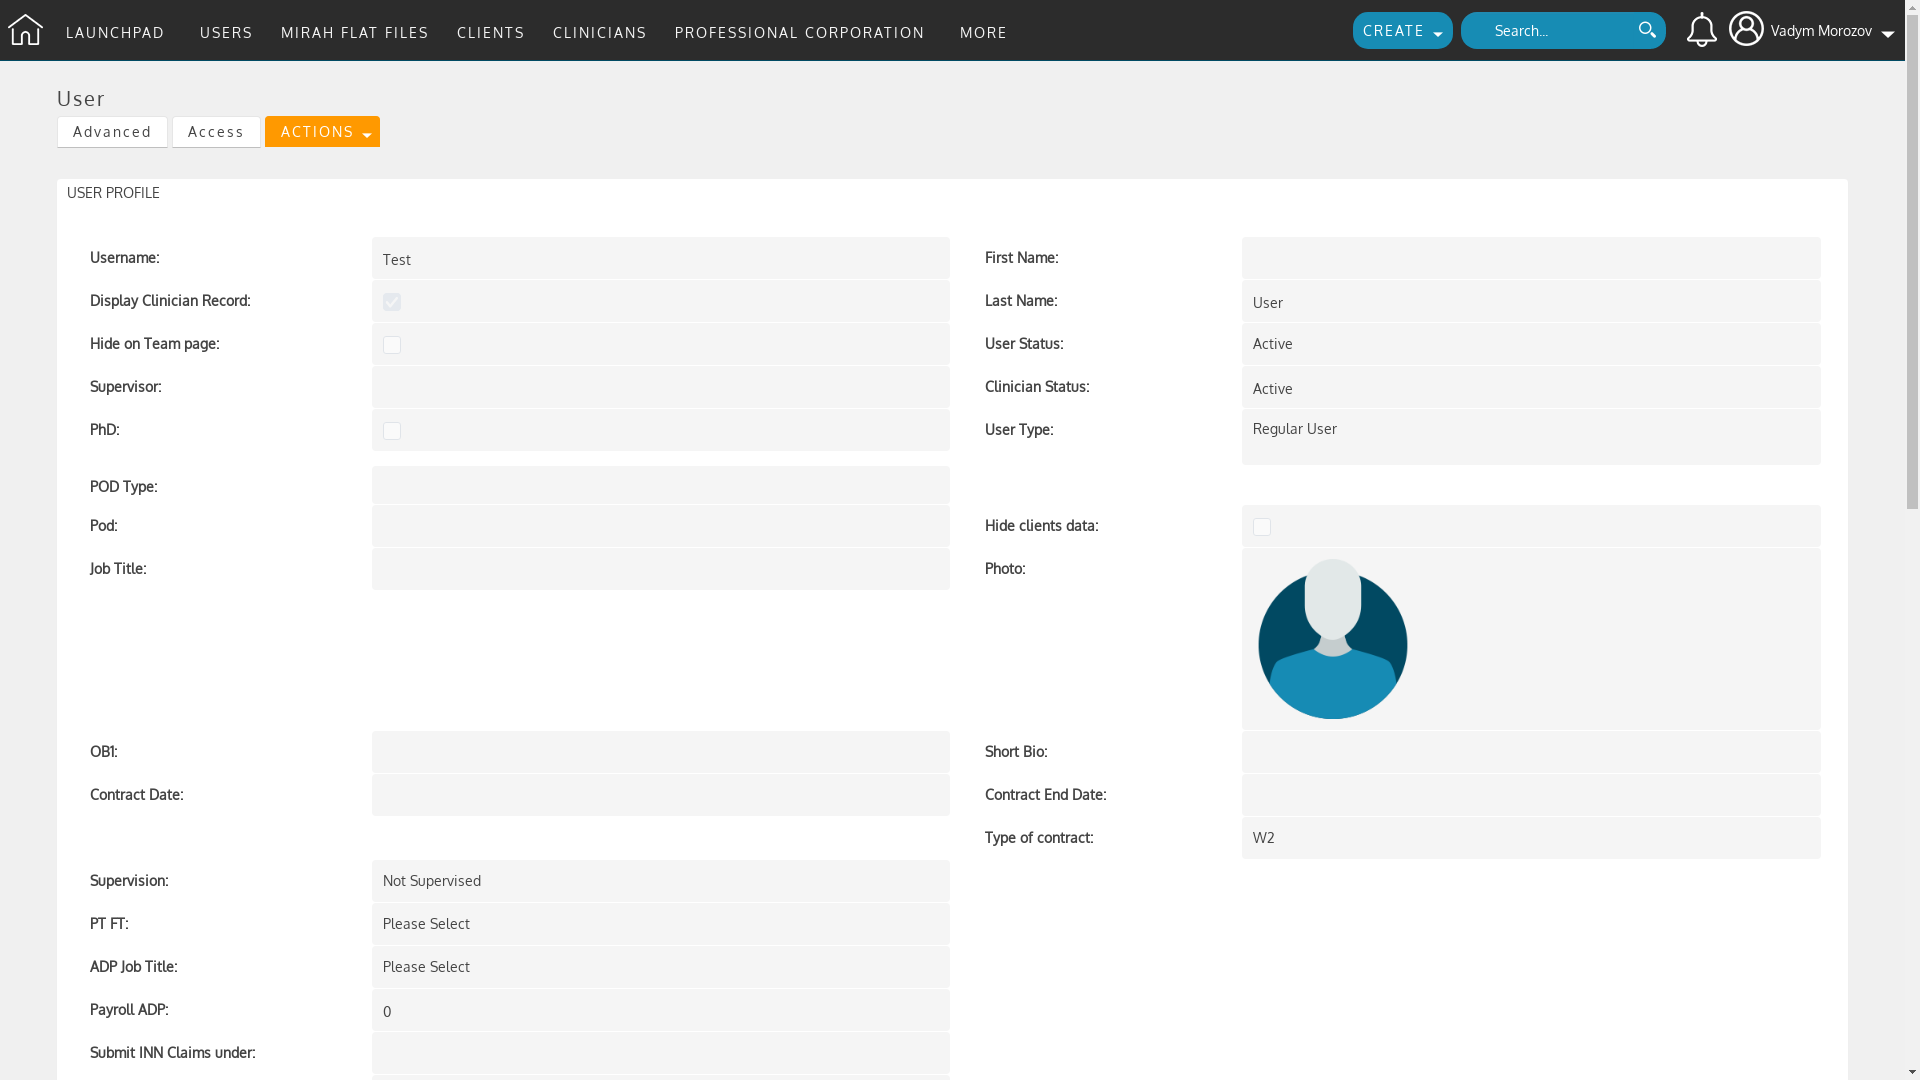 LAUNCHPAD USERS MIRAH FLAT FILES CLIENTS CLINICIANS PROFESSIONAL CORPORATION MORE CREATE Search... Vadym Morozov
User
Advanced Access ACTIONS
USER PROFILE
Username: Test First Name:
Display Clinician Record: Last Name: User
Hide on Team page: User Status: Active
Supervisor: Clinician Status: Active
PhD: User Type: Regular User
POD Type:
Pod: Hide clients data:
Job Title: Photo:
OB1: Short Bio:
Contract Date: Contract End Date:
Type of contract: W2
Supervision: Not Supervised
PT FT: Please Select
ADP Job Title: Please Select
Payroll ADP: 0
Submit INN Claims under: